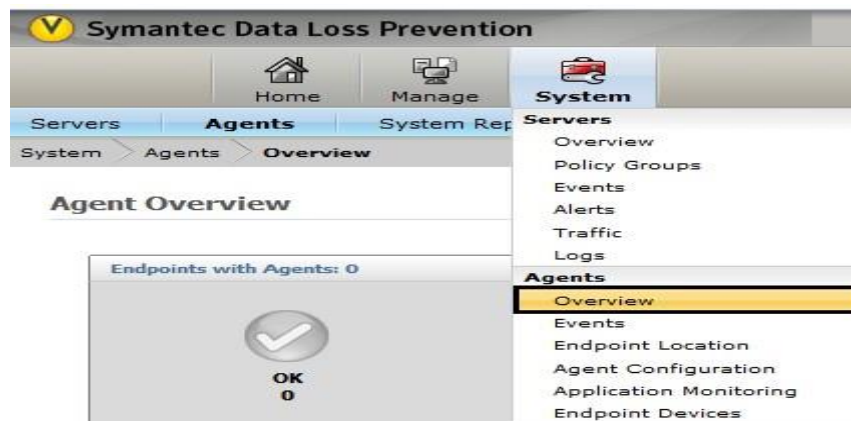 Symantec Data Loss Prevention
Home
Manage
System
Servers
Agents
System Rep
System
Agents
Overview
Agent Overview
Endpoints with Agents: 0
OK
0
Servers
Overview
Policy Groups
Events
Alerts
Traffic
Logs
Agents
Overview
Events
Endpoint Location
Agent Configuration
Application Monitoring
Endpoint Devices